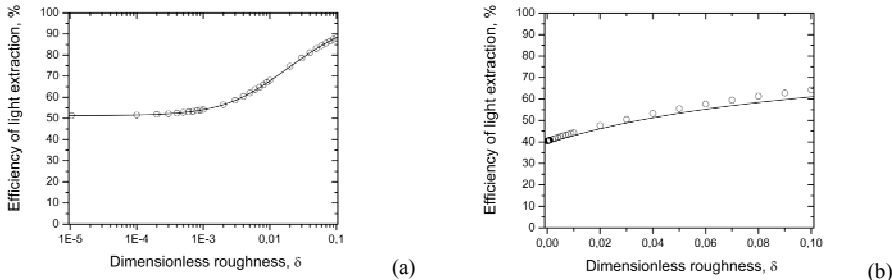 Efficiency of light extraction, %
100
90
80
70
60
50
40
30
20
10
0
1E-5 1E-4 1E-3 0,01 0,1
Dimensionless roughness, δ
(a)
Efficiency of light extraction, %
100
90
80
70
60
50
40
30
20
10
0
0,00 0,02 0,04 0,06 0,08 0,10
Dimensionless roughness, δ
(b)